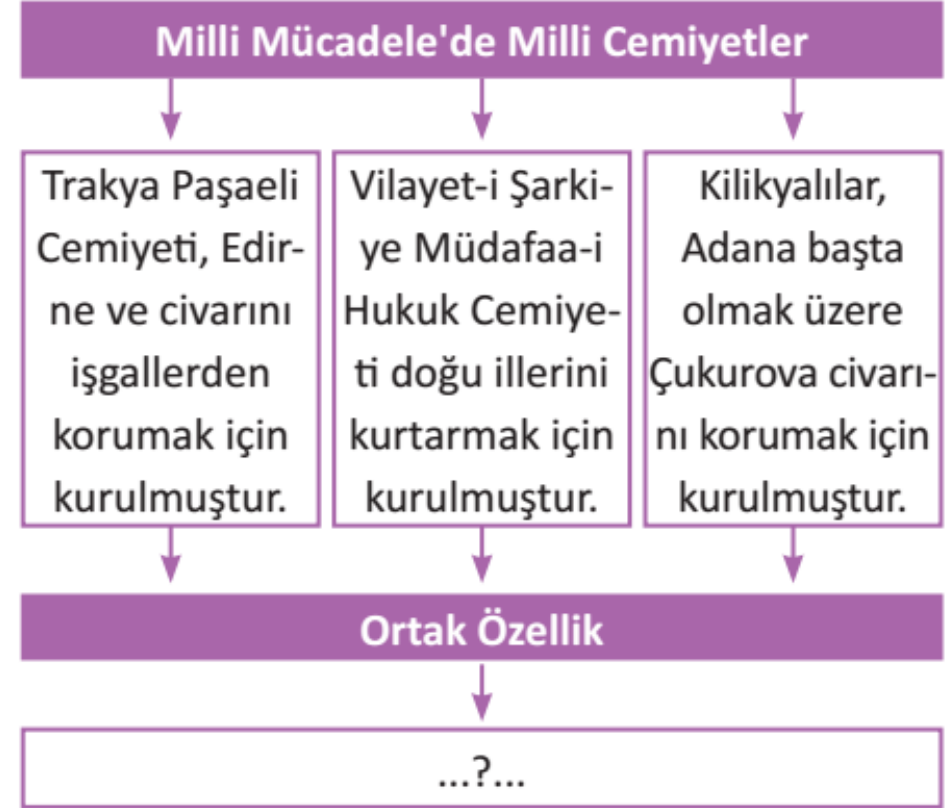 Milli Mücadele'de Milli Cemiyetler
Trakya Paşaeli
Cemiyeti, Edir-
ne ve civarını
işgallerden
korumak için
kurulmuştur.
Vilayet-i Şarki-
ye Müdafaa-i
Hukuk Cemiye-
ti doğu illerini
kurtarmak için
kurulmuştur.
Kilikyalılar,
Adana başta
olmak üzere
Çukurova civarı-
nı korumak için
kurulmuştur.
Ortak Özellik
...?...